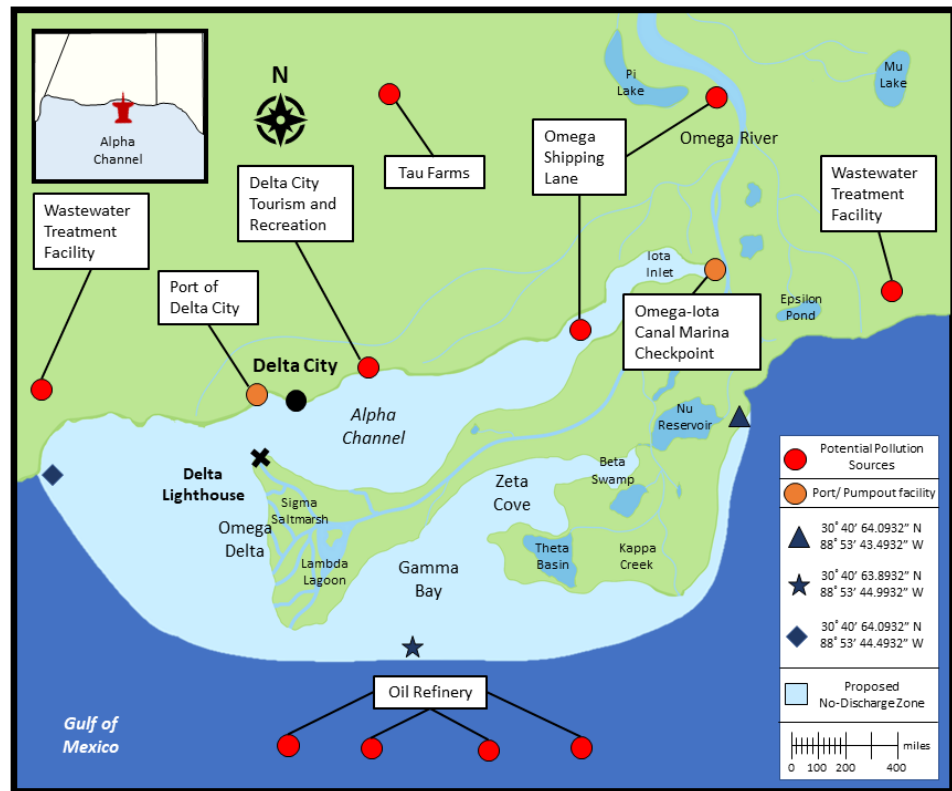 Alpha
Channel
N
Pi
Lake
Mu
Lake
Omega River
Tau Farms
Omega
Shipping
Lane
Delta City
Tourism and
Recreation
Wastewater
Treatment
Facility
Wastewater
Treatment
Facility
Port of
Delta City
Iota
Inlet
Omega-Iota
Canal Marina
Checkpoint
Epsilon
Pond
Delta City
Alpha
Channel
Nu
Reservoir
Delta
Lighthouse
Beta
Swamp
Zeta
Cove
Sigma
Saltmarsh
Omega
Delta
Lambda
Lagoon
Gamma
Bay
Theta
Basin
Kappa
Creek
Oil Refinery
Gulf of
Mexico
Potential Pollution
Sources
Port/ Pumpout facility
30˚ 40’ 64.0932” N
88˚ 53’ 43.4932” W
30˚ 40’ 63.8932” N
88˚ 53’ 44.9932” W
30˚ 40’ 64.0932” N
88˚ 53’ 44.4932” W
Proposed
No-Discharge Zone
miles
0 100 200 400